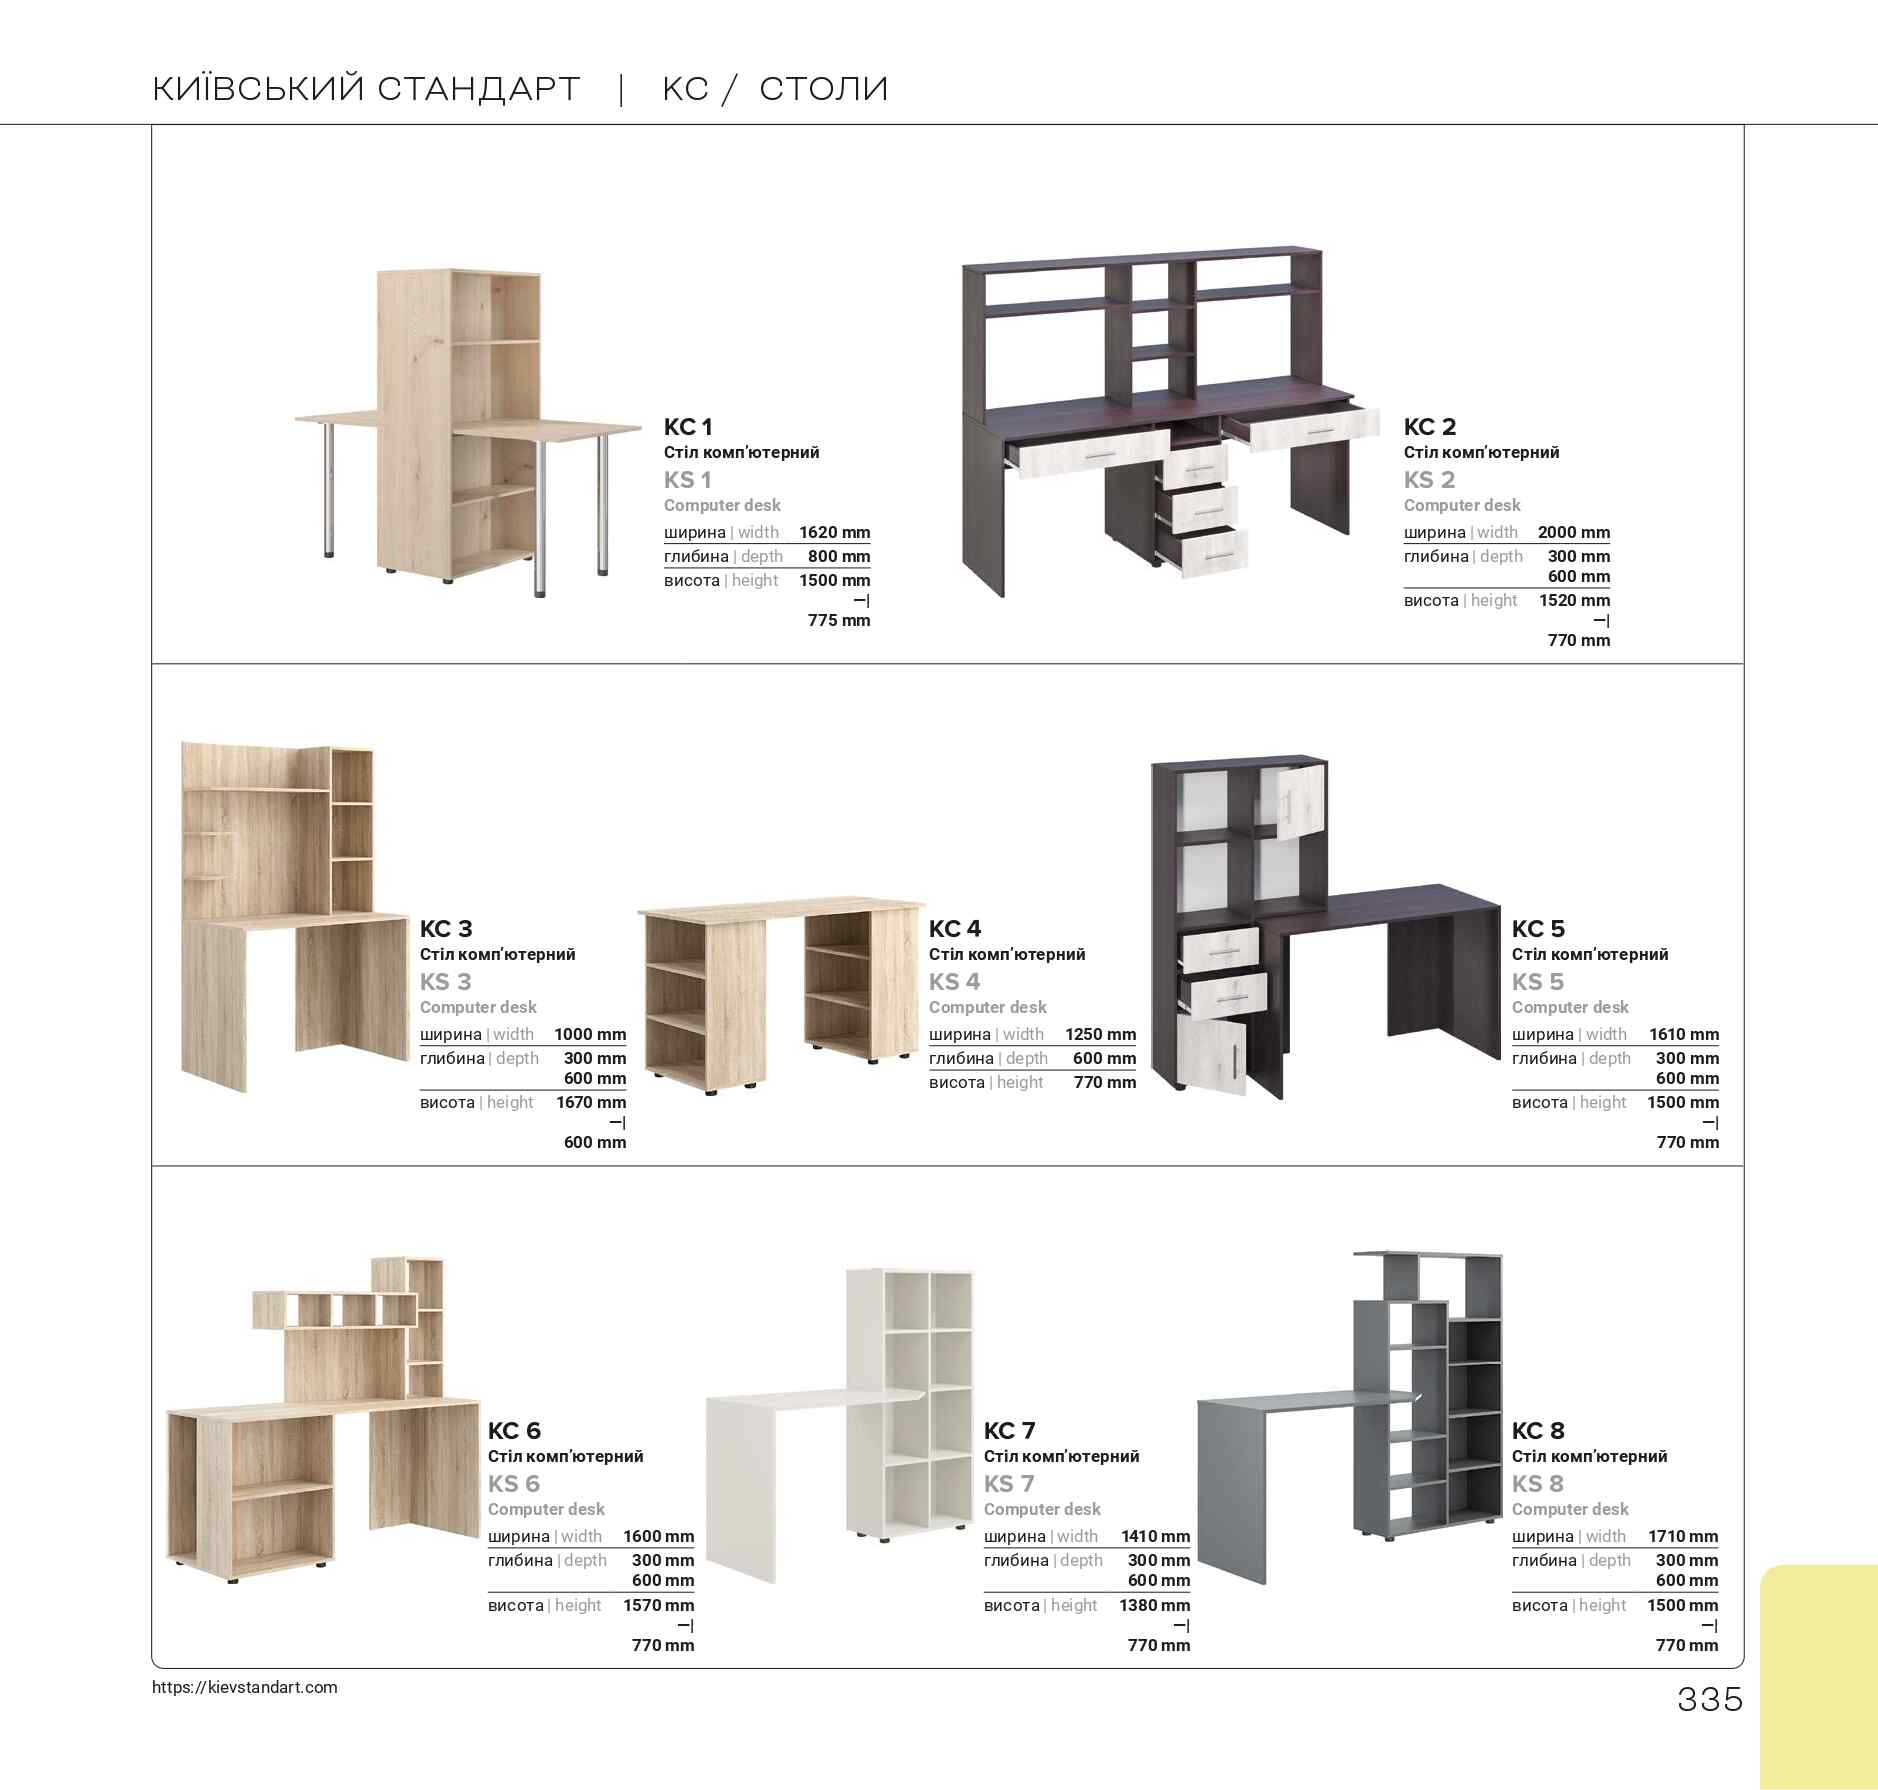 КИЇВСЬКИЙ СТАНДАРТ | КС / СТОЛИ
КС 1
Стіл комп’ютерний
KS 1
Computer desk
ширина | width 1620 mm
глибина | depth 800 mm
висота | height 1500 mm
—|
775 mm
КС 2
Стіл комп’ютерний
KS 2
Computer desk
ширина | width 2000 mm
глибина | depth 300 mm
600 mm
висота | height 1520 mm
—|
770 mm
КС 3
Стіл комп’ютерний
KS 3
Computer desk
ширина | width 1000 mm
глибина | depth 300 mm
600 mm
висота | height 1670 mm
—|
600 mm
КС 4
Стіл комп’ютерний
KS 4
Computer desk
ширина | width 1250 mm
глибина | depth 600 mm
висота | height 770 mm
КС 5
Стіл комп’ютерний
KS 5
Computer desk
ширина | width 1610 mm
глибина | depth 300 mm
600 mm
висота | height 1500 mm
—|
770 mm
КС 6
Стіл комп’ютерний
KS 6
Computer desk
ширина | width 1600 mm
глибина | depth 300 mm
600 mm
висота | height 1570 mm
—|
770 mm
КС 7
Стіл комп’ютерний
KS 7
Computer desk
ширина | width 1410 mm
глибина | depth 300 mm
600 mm
висота | height 1380 mm
—|
770 mm
КС 8
Стіл комп’ютерний
KS 8
Computer desk
ширина | width 1710 mm
глибина | depth 300 mm
600 mm
висота | height 1500 mm
—|
770 mm
https://kievstandart.com
335